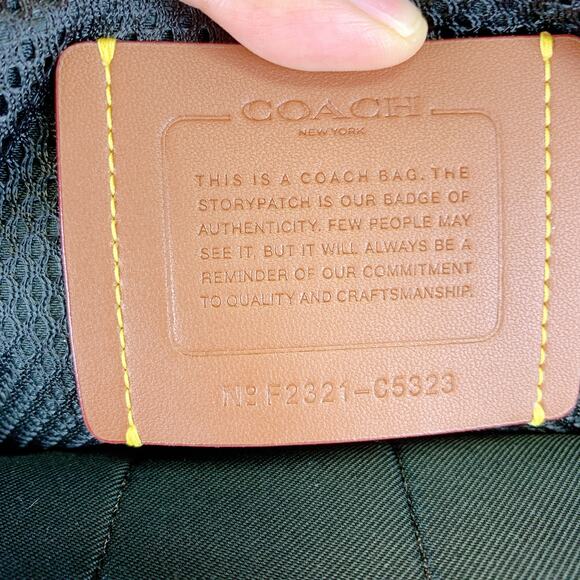 COACH
NEW YORK
THIS IS A COACH BAG. THE
STORYPATCH IS OUR BADGE OF
AUTHENTICITY. FEW PEOPLE MAY
SEE IT, BUT IT WILL ALWAYS BE A
REMINDER OF OUR COMMITMENT
TO QUALITY AND CRAFTSMANSHIP.
Nº F2321-C5323